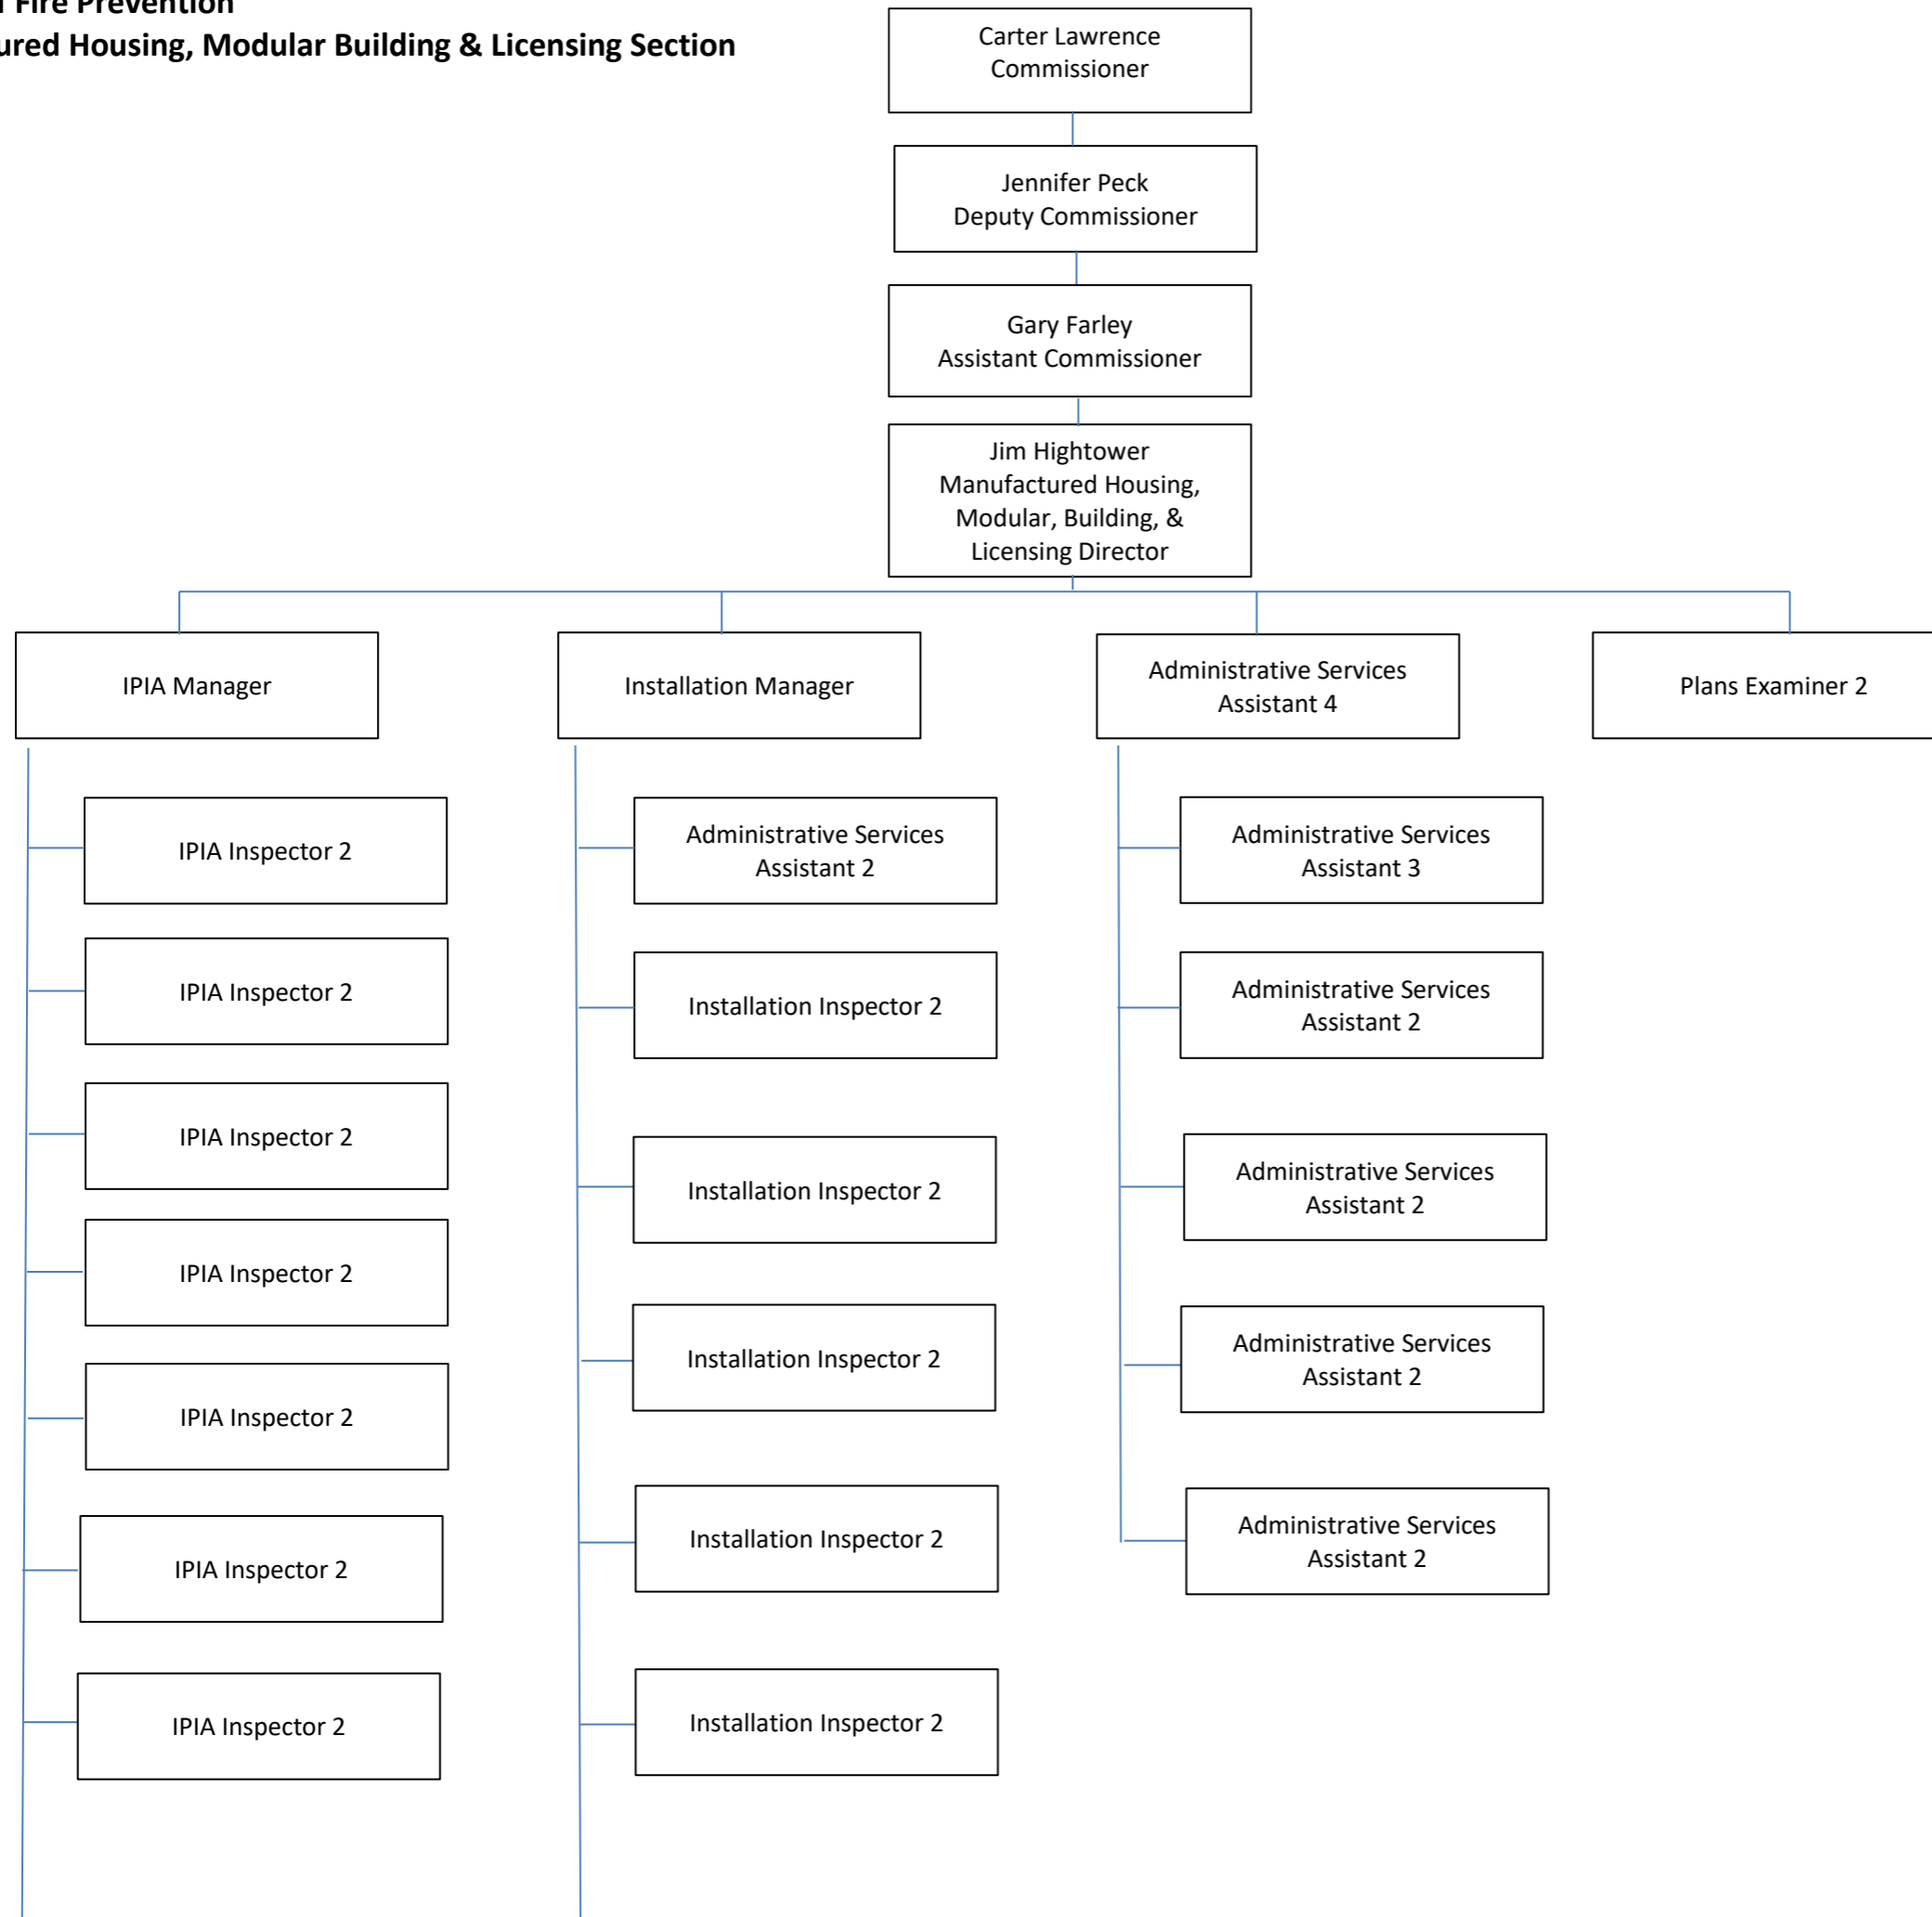 Fire Prevention
Housing, Modular Building & Licensing Section
Carter Lawrence
Commissioner
Jennifer Peck
Deputy Commissioner
Gary Farley
Assistant Commissioner
Jim Hightower
Manufactured Housing,
Modular, Building, &
Licensing Director
IPIA Manager
Installation Manager
Administrative Services
Assistant 4
Plans Examiner 2
IPIA Inspector 2
IPIA Inspector 2
IPIA Inspector 2
IPIA Inspector 2
IPIA Inspector 2
IPIA Inspector 2
IPIA Inspector 2
Administrative Services
Assistant 2
Installation Inspector 2
Installation Inspector 2
Installation Inspector 2
Installation Inspector 2
Installation Inspector 2
Administrative Services
Assistant 3
Administrative Services
Assistant 2
Administrative Services
Assistant 2
Administrative Services
Assistant 2
Administrative Services
Assistant 2